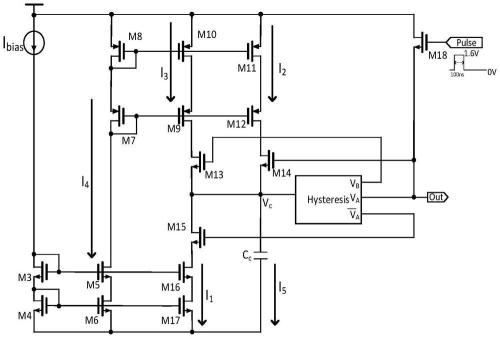 M8
M10
Ibias
I3
M11
I2
M18
Pulse
1.6V
100ns
0V
M7
M9
M12
M13
M14
I4
VB
Hysteresis
VA
V̅A
Out
Vc
M15
Cc
M3
M5
M16
I1
I5
M4
M6
M17